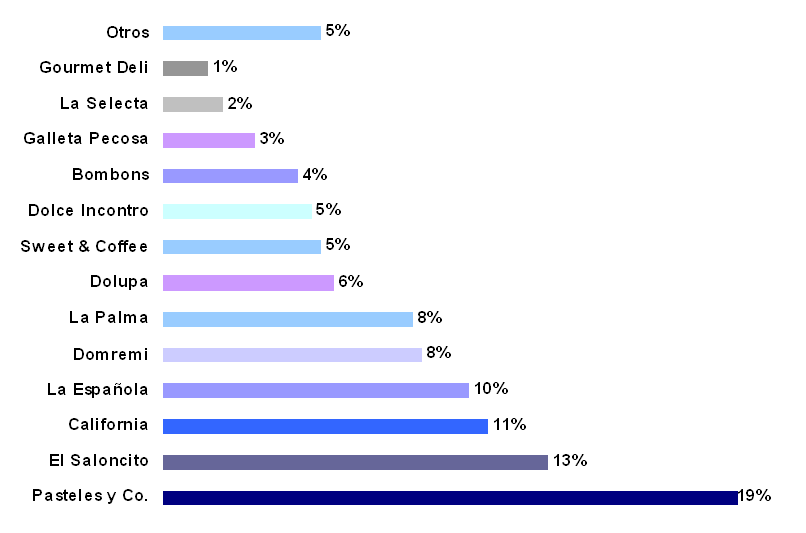 Otros 5%
Gourmet Deli 1%
La Selecta 2%
Galleta Pecosa 3%
Bombons 4%
Dolce Incontro 5%
Sweet & Coffee 5%
Dolupa 6%
La Palma 8%
Domremi 8%
La Española 10%
California 11%
El Saloncito 13%
Pasteles y Co. 19%